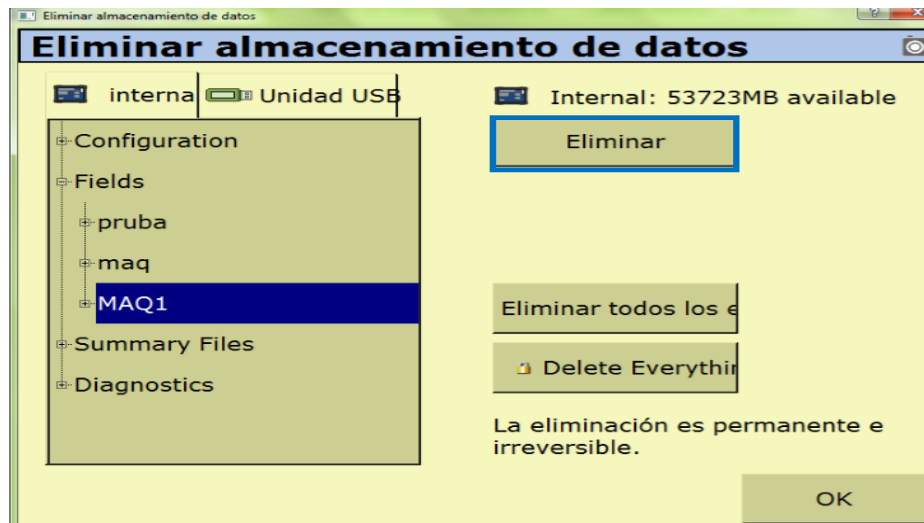 Eliminar almacenamiento de datos
Eliminar almacenamiento de datos
interna Unidad USB
Internal: 53723MB available
Configuration
Eliminar
Fields
pruba
maq
MAQ1
Eliminar todos los e
Summary Files
Delete Everythin
Diagnostics
La eliminación es permanente e
irreversible.
OK